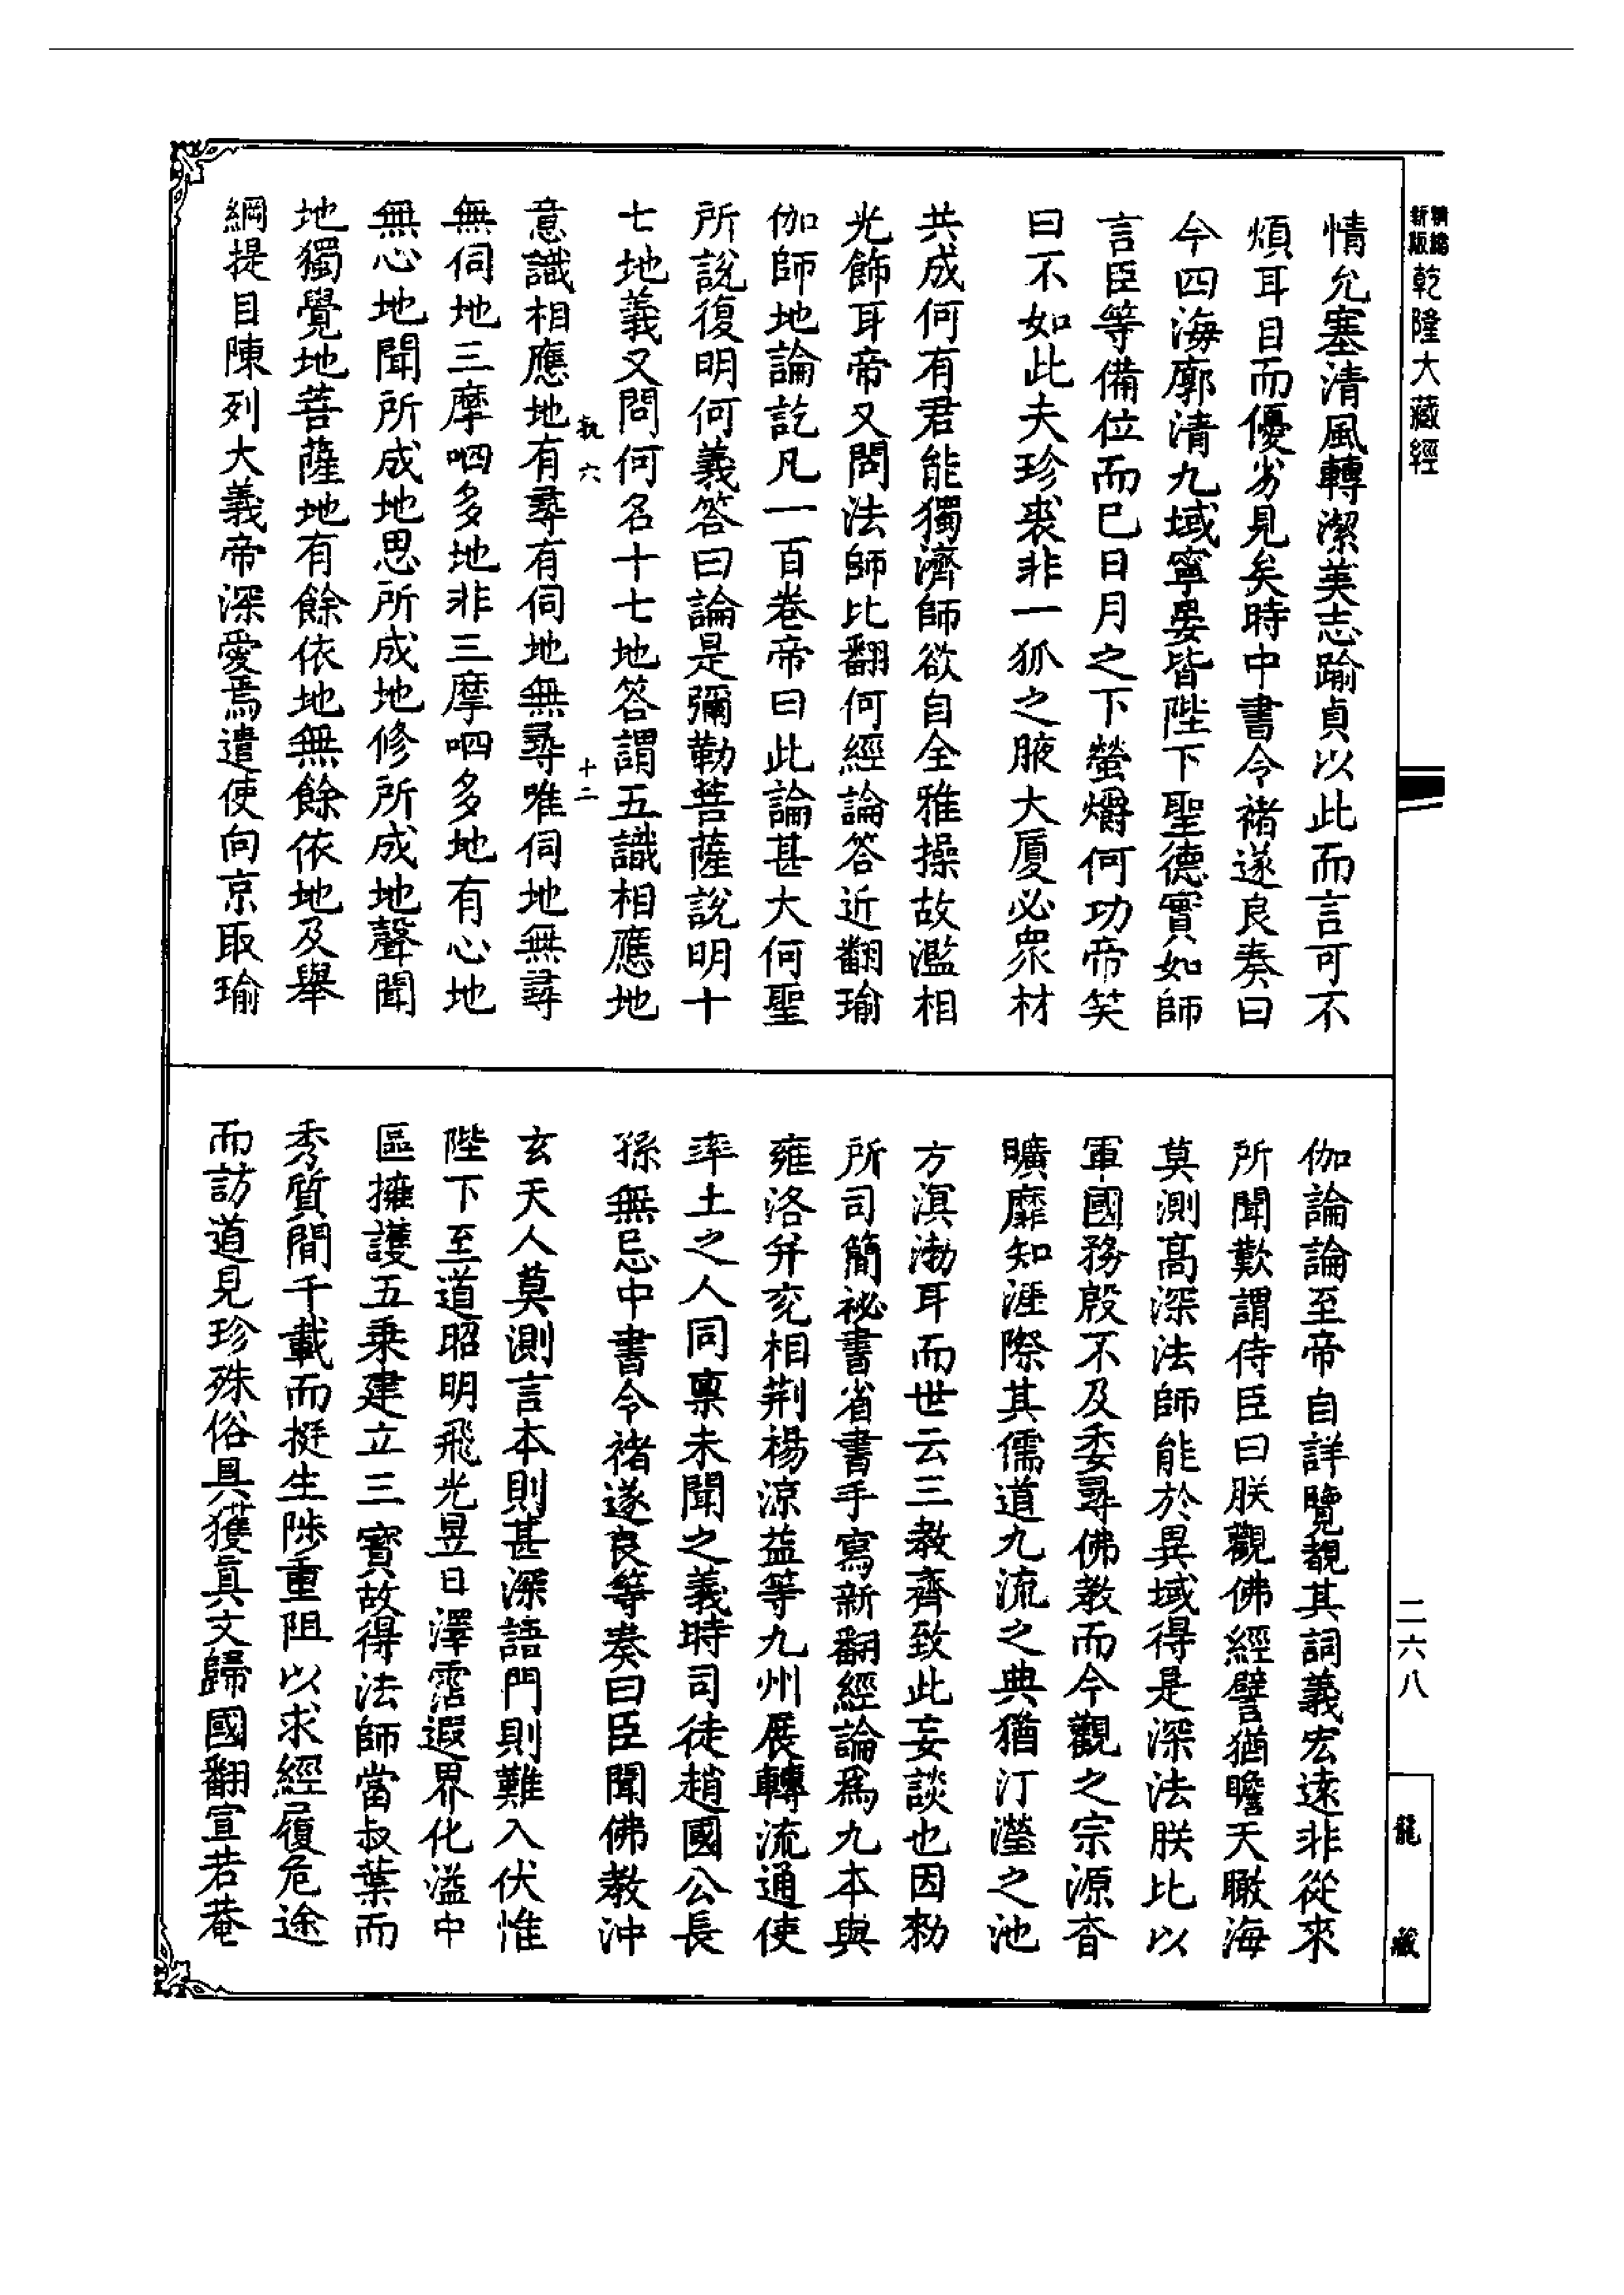 新版精縮乾隆大藏經
情允塞清風轉潔美志踰貞以此而言可不
煩耳目而優劣見矣時中書令褚遂良奏曰
今四海廓清九域寧晏皆陛下聖德實如師
言臣等備位而已日月之下螢爝何功帝笑
曰不如此夫珍裘非一狐之腋大廈必衆材
共成何有君能獨濟師欲自全雅操故濫相
光飾耳帝又問法師比翻何經論答近翻瑜
伽師地論訖凡一百卷帝曰此論甚大何聖
所說復明何義答曰論是彌勒菩薩說明十
七地義又問何名十七地答謂五識相應地
執六 十二
意識相應地有尋有伺地無尋唯伺地無尋
無伺地三摩呬多地非三摩呬多地有心地
無心地聞所成地思所成地修所成地聲聞
地獨覺地菩薩地有餘依地無餘依地及舉
綱提目陳列大義帝深愛焉遣使向京取瑜
伽論論至帝自詳覽覩其詞義宏遠非從來
所聞歎謂侍臣曰朕觀佛經譬猶瞻天瞰海
莫測高深法師能於異域得是深法朕比以
軍國務殷不及委尋佛教而今觀之宗源杳
曠靡知涯際其儒道九流之典猶汀瀅之池
方溟渤耳而世云三教齊致此妄談也因勑
所司簡祕書省書手寫新翻經論爲九本與
雍洛并兗相荆楊涼益等九州展轉流通使
率土之人同禀未聞之義時司徒趙國公長
孫無忌中書令褚遂良等奏曰臣聞佛教沖
玄天人莫測言本則甚深語門則難入伏惟
陛下至道昭明飛光昱日澤霑遐界化溢中
區擁護五乘建立三寶故得法師當叔葉而
秀質間千載而挺生陟重阻以求經履危途
而訪道見珍殊俗具獲真文歸國翻宣若菴
二六八
龍藏